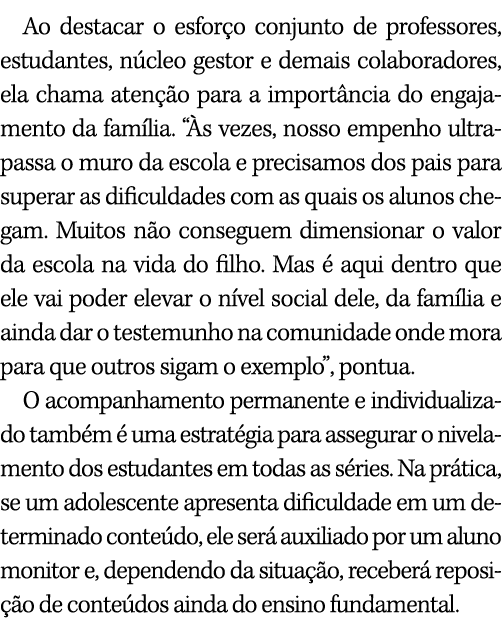 Ao destacar o esforço conjunto de professores,
estudantes, núcleo gestor e demais colaboradores,
ela chama atenção para a importância do engaja-
mento da família. “Às vezes, nosso empenho ultra-
passa o muro da escola e precisamos dos pais para
superar as dificuldades com as quais os alunos che-
gam. Muitos não conseguem dimensionar o valor
da escola na vida do filho. Mas é aqui dentro que
ele vai poder elevar o nível social dele, da família e
ainda dar o testemunho na comunidade onde mora
para que outros sigam o exemplo”, pontua.
O acompanhamento permanente e individualiza-
do também é uma estratégia para assegurar o nivela-
mento dos estudantes em todas as séries. Na prática,
se um adolescente apresenta dificuldade em um de-
terminado conteúdo, ele será auxiliado por um aluno
monitor e, dependendo da situação, receberá reposi-
ção de conteúdos ainda do ensino fundamental.